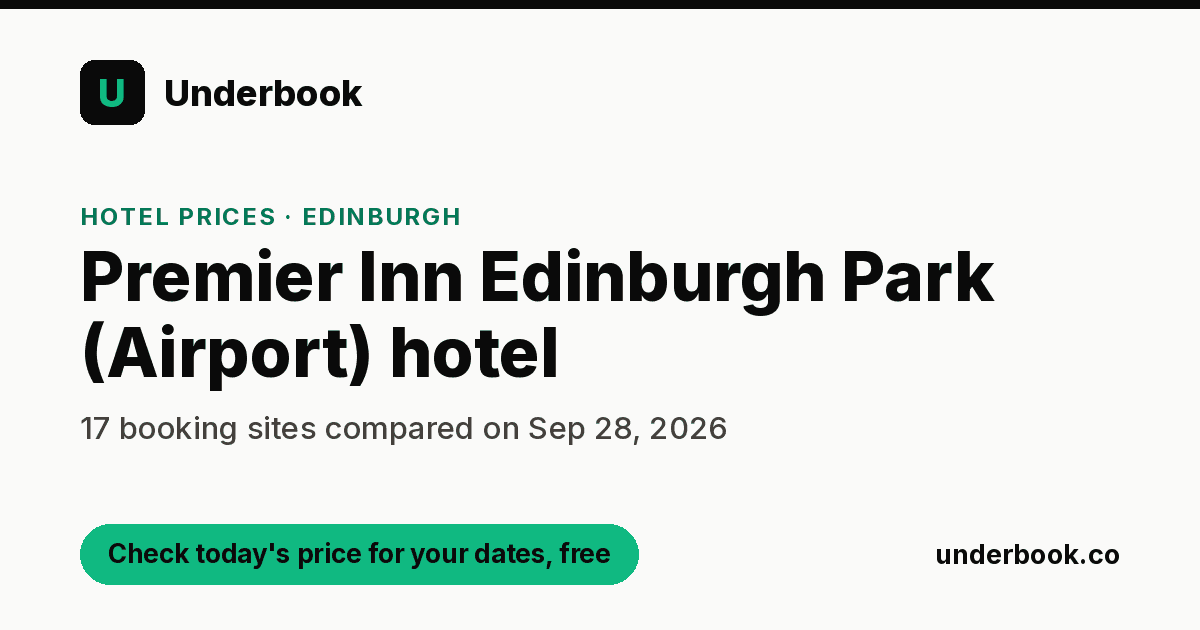 U Underbook
HOTEL PRICES · EDINBURGH
Premier Inn Edinburgh Park
(Airport) hotel
17 booking sites compared on Sep 28, 2026
Check today's price for your dates, free
underbook.co